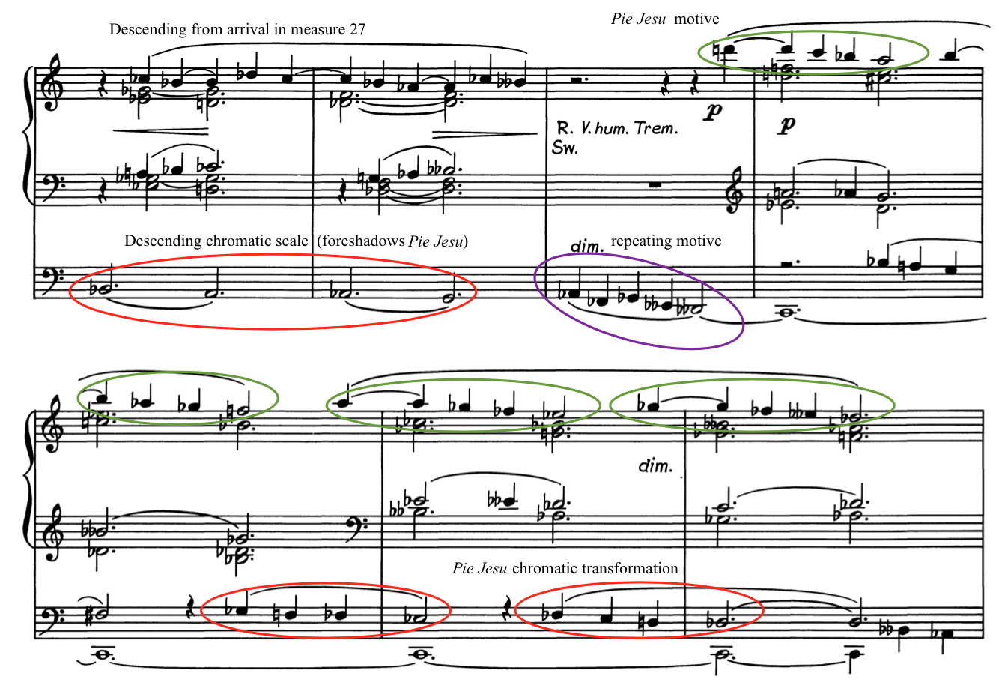 Descending from arrival in measure 27
Pie Jesu motive
p
p
R. V. hum. Trem.
Sw.
Descending chromatic scale (foreshadows Pie Jesu)
dim. repeating motive
dim.
Pie Jesu chromatic transformation